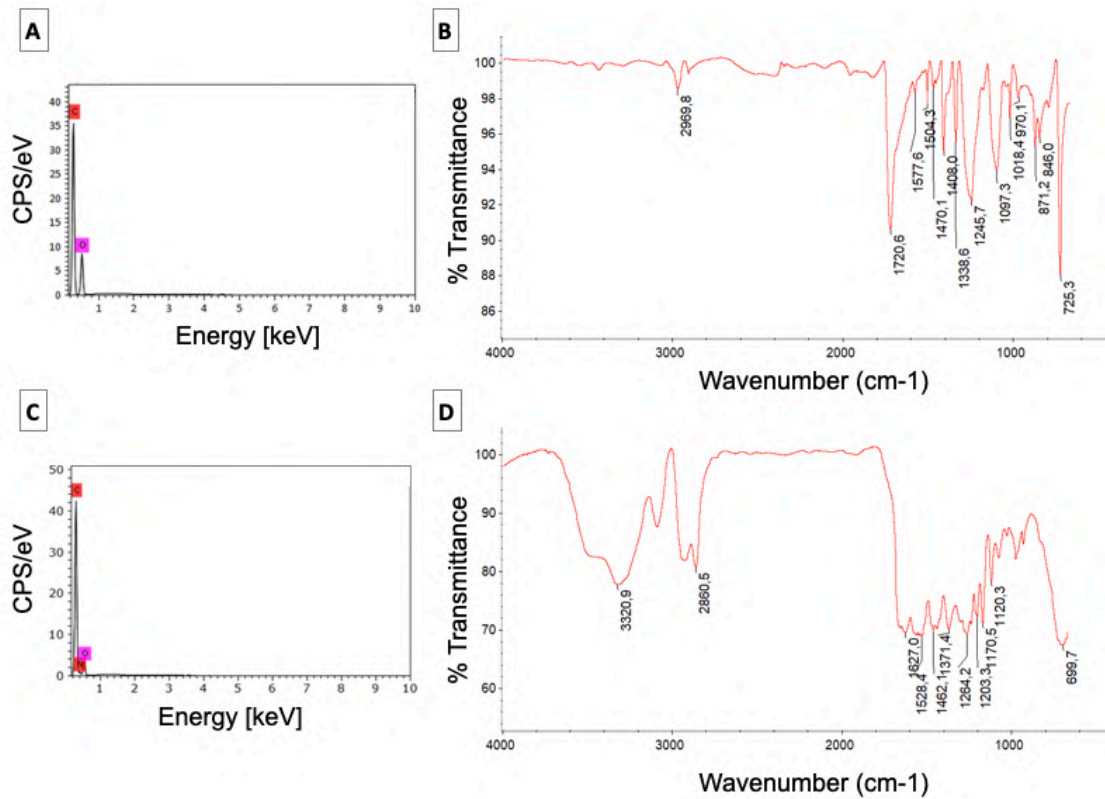 A
CPS/eV
40
35
30
25
20
15
10
5
0
C
O
1 2 3 4 5 6 7 8 9 10
Energy [keV]
B
% Transmittance
100
98
96
94
92
90
88
86
2969,8
1720,6
1577,6
1504,3
1470,1
1408,0
1338,6
1245,7
1097,3
1018,4
970,1
871,2
846,0
725,3
4000 3000 2000 1000
Wavenumber (cm-1)
C
CPS/eV
50
40
30
20
10
0
C
N
O
1 2 3 4 5 6 7 8 9 10
Energy [keV]
D
% Transmittance
100
90
80
70
60
3320,9
2860,5
1627,0
1528,4
1462,1
1371,4
1264,2
1203,3
1170,5
1120,3
699,7
4000 3000 2000 1000
Wavenumber (cm-1)